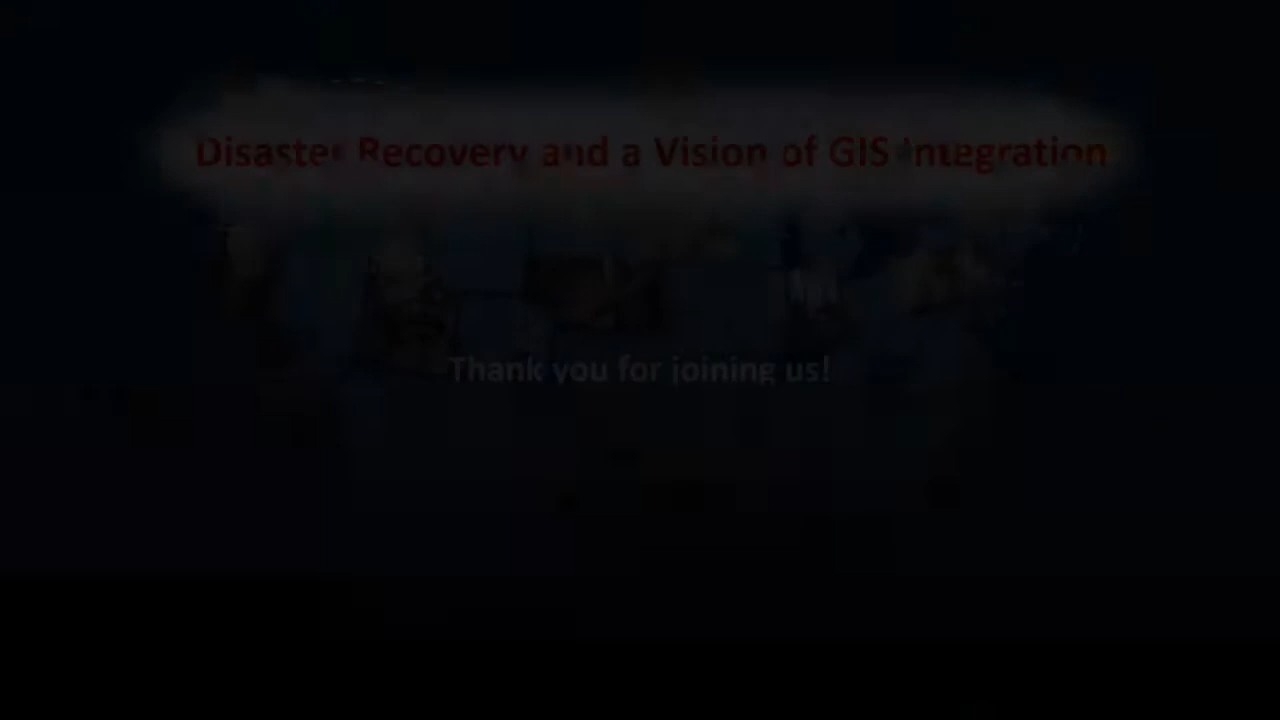 Disaster Recovery and a Vision of GIS Integration
Thank you for joining us!